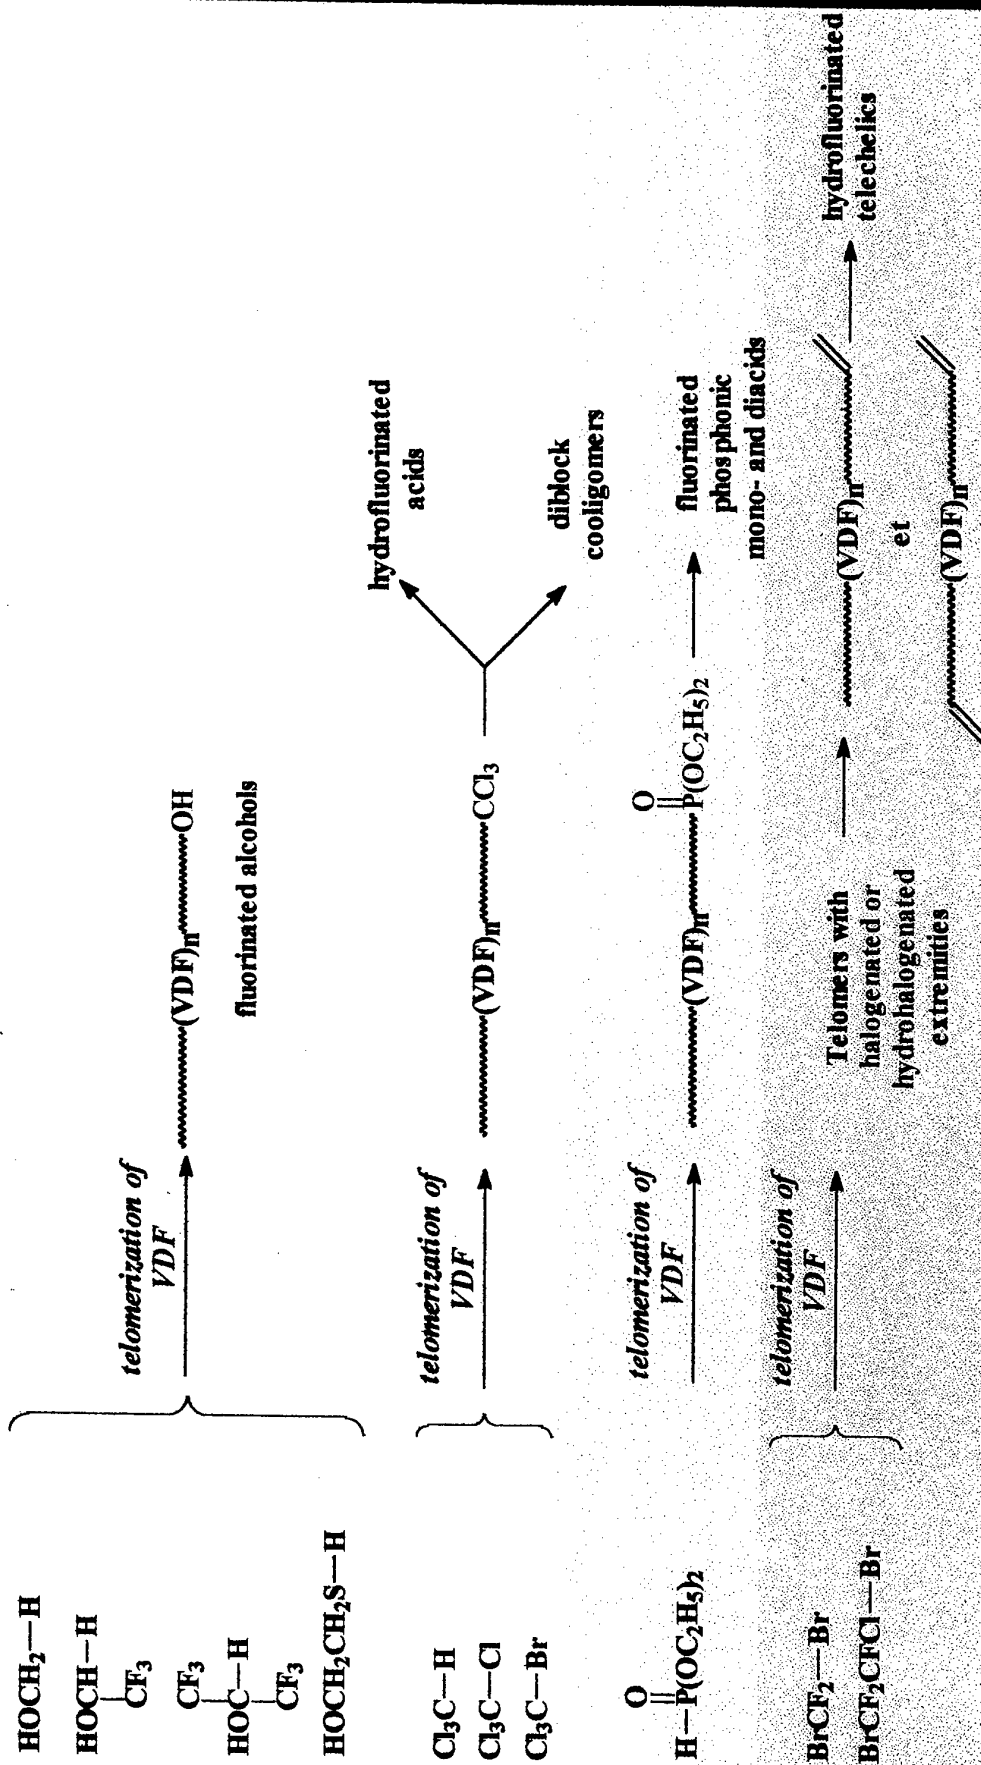 HOCH₂—H
HOCH—H
CF₃
CF₃
HOC—H
CF₃
HOCH₂CH₂S—H
telomerization of
VDF
(VDF)n
OH
fluorinated alcohols
Cl₃C—H
Cl₃C—Cl
Cl₃C—Br
telomerization of
VDF
(VDF)n
CCl₃
hydrofluorinated
acids
diblock
cooligomers
O
H—P(OC₂H₅)₂
telomerization of
VDF
(VDF)n
O
P(OC₂H₅)₂
fluorinated
phosphonic
mono- and diacids
BrCF₂—Br
BrCF₂CFCl—Br
telomerization of
VDF
Telomers with
halogenated or
hydrohalogenated
extremities
(VDF)n
et
(VDF)n
hydrofluorinated
telechelics